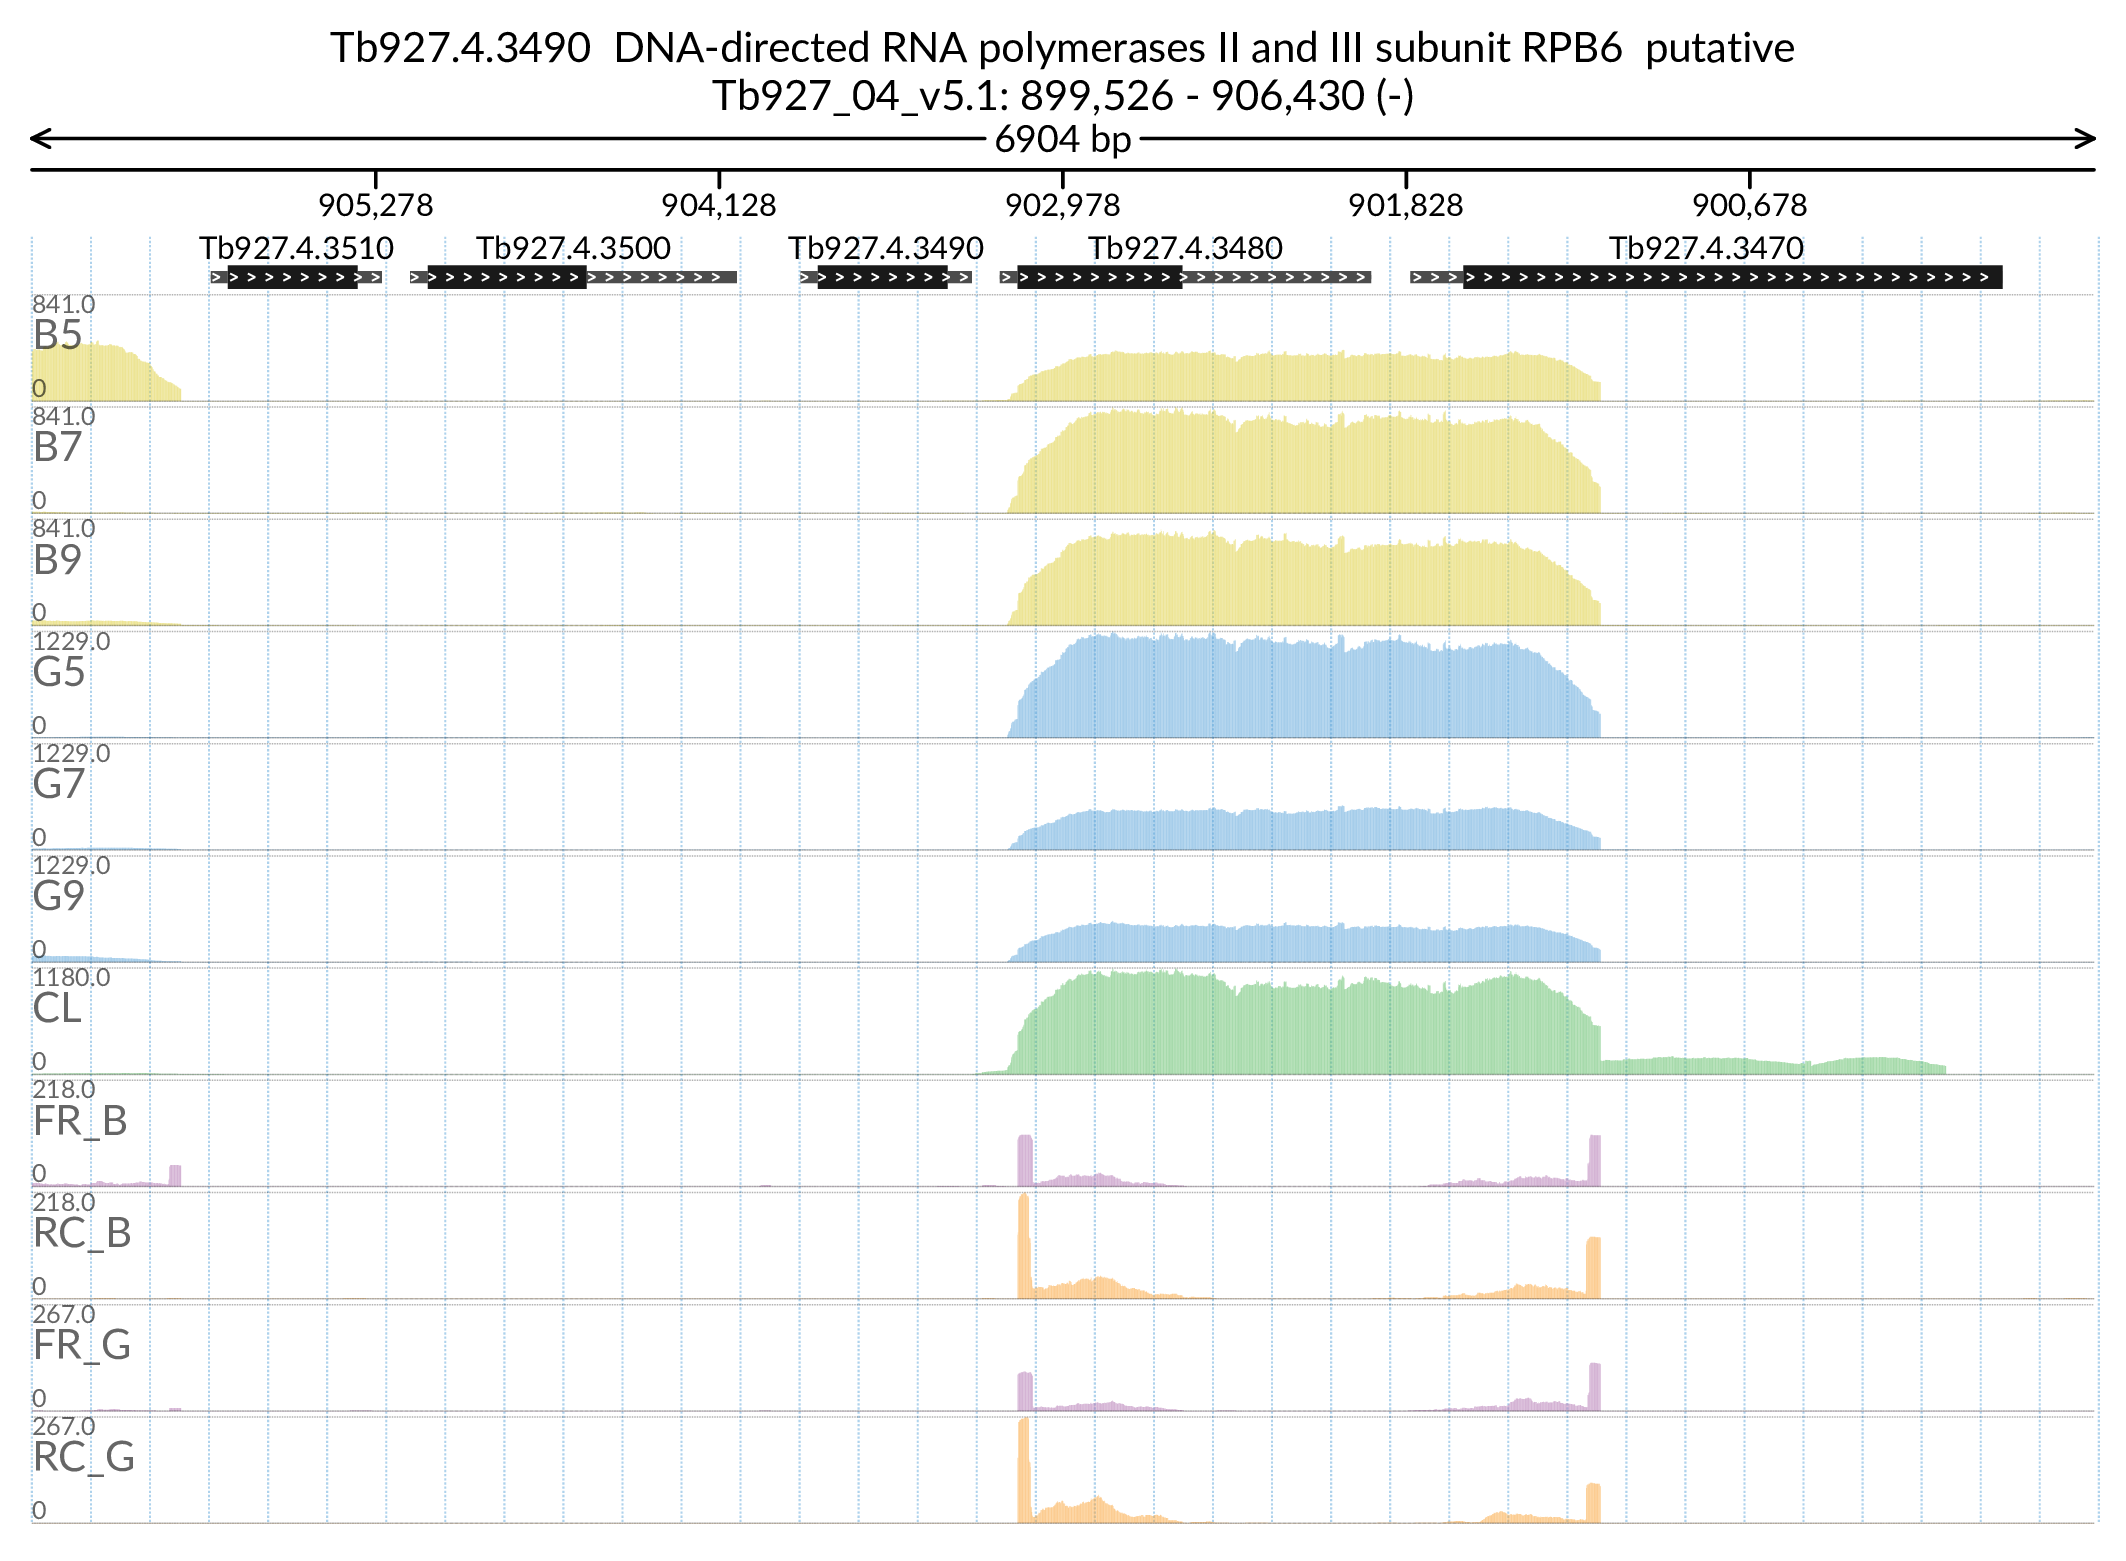 Tb927.4.3490  DNA-directed RNA polymerases II and III subunit RPB6  putative
Tb927_04_v5.1: 899,526 - 906,430 (-)
6904 bp
905,278 904,128 902,978 901,828 900,678
Tb927.4.3510 Tb927.4.3500 Tb927.4.3490 Tb927.4.3480 Tb927.4.3470
841.0
B5
0
841.0
B7
0
841.0
B9
0
1229.0
G5
0
1229.0
G7
0
1229.0
G9
0
1180.0
CL
0
218.0
FR_B
0
218.0
RC_B
0
267.0
FR_G
0
267.0
RC_G
0